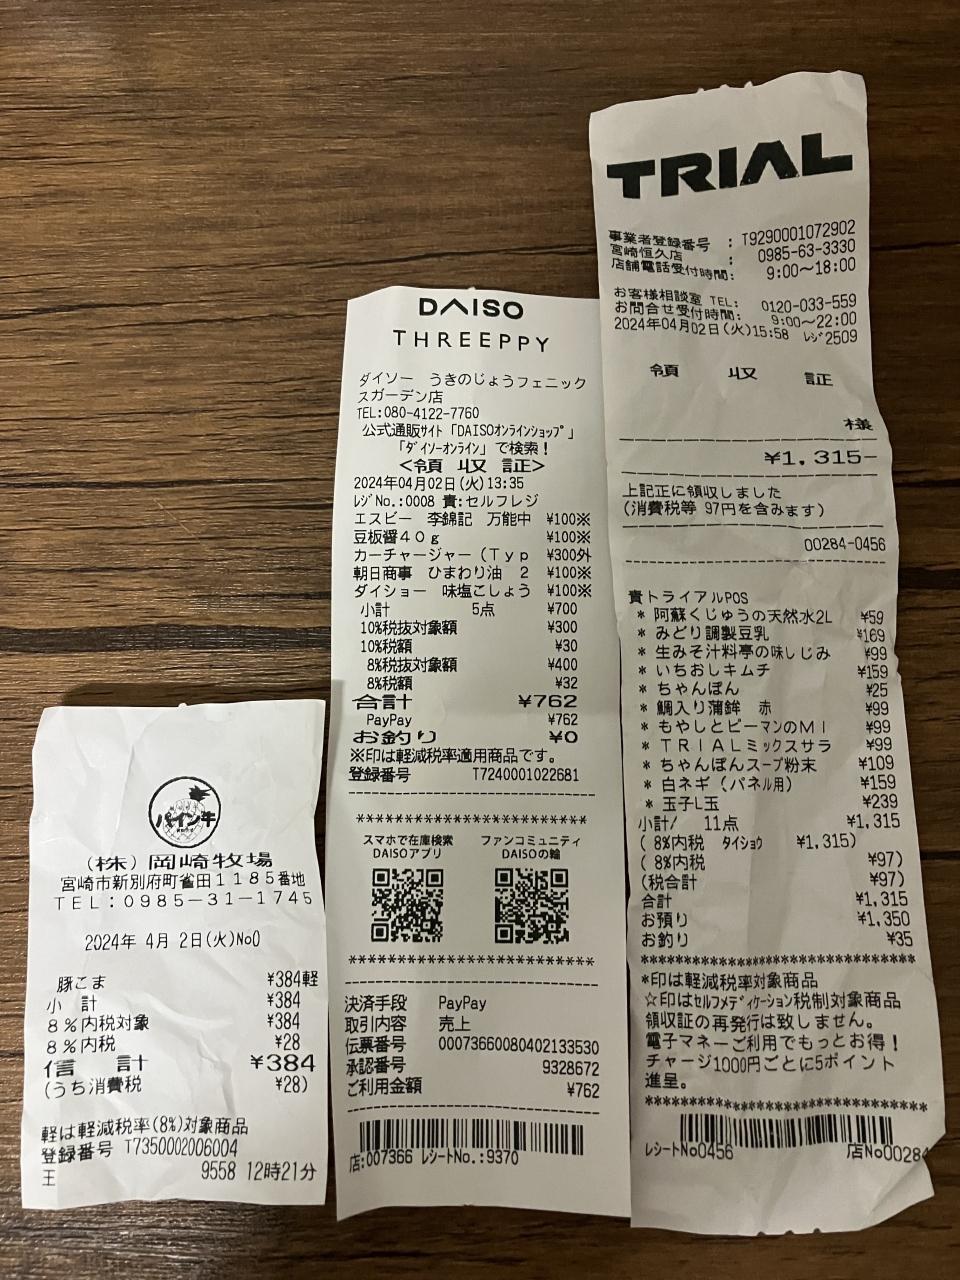 パイン牛
(株)岡崎牧場
宮崎市新別府町雀田1185番地
TEL:0985-31-1745
2024年 4月 2日(火)No0
豚こま ¥384軽
小 計 ¥384
8%内税対象 ¥384
8%内税 ¥28
信 計 ¥384
(うち消費税 ¥28)
軽は軽減税率(8%)対象商品
登録番号 T7350002006004
王 9558 12時21分
DAISO
THREEPPY
ダイソー うきのじょうフェニック
スガーデン店
TEL:080-4122-7760
公式通販サイト「DAISOオンラインショップ」
「ダイソーオンライン」で検索!
<領 収 証>
2024年04月02日(火)13:35
レジNo.:0008 責:セルフレジ
エスビー 李錦記 万能中 ¥100※
豆板醤40g ¥100※
カーチャージャー(Typ ¥300外
朝日商事 ひまわり油 2 ¥100※
ダイショー 味塩こしょう ¥100※
小計 5点 ¥700
10%税抜対象額 ¥300
10%税額 ¥30
8%税抜対象額 ¥400
8%税額 ¥32
合計 ¥762
PayPay ¥762
お釣り ¥0
※印は軽減税率適用商品です。
登録番号 T7240001022681
********************
スマホで在庫検索 ファンコミュニティ
DAISOアプリ DAISOの輪
********************
決済手段 PayPay
取引内容 売上
伝票番号 00073660080402133530
承認番号 9328672
ご利用金額 ¥762
店:007366 レシートNo.:9370
TRIAL
事業者登録番号 : T9290001072902
宮崎恒久店 : 0985-63-3330
店舗電話受付時間: 9:00〜18:00
お客様相談室 TEL: 0120-033-559
お問合せ受付時間: 9:00〜22:00
2024年04月02日(火)15:58 レジ2509
領 収 証
様
¥1,315-
上記正に領収しました
(消費税等 97円を含みます)
00284-0456
責トライアルPOS
* 阿蘇くじゅうの天然水2L ¥59
* みどり調製豆乳 ¥169
* 生みそ汁料亭の味しじみ ¥99
* いちおしキムチ ¥159
* ちゃんぽん ¥25
* 鯛入り蒲鉾 赤 ¥99
* もやしとピーマンのMI ¥99
* TRIALミックスサラ ¥99
* ちゃんぽんスープ粉末 ¥109
* 白ネギ(バネル用) ¥159
* 玉子L玉 ¥239
小計/ 11点 ¥1,315
( 8%内税 タイショウ ¥1,315)
( 8%内税 ¥97)
(税合計 ¥97)
合計 ¥1,315
お預り ¥1,350
お釣り ¥35
************************
*印は軽減税率対象商品
☆印はセルフメディケーション税制対象商品
領収証の再発行は致しません。
電子マネーご利用でもっとお得!
チャージ1000円ごとに5ポイント
進呈。
************************
レシートNo0456 店No00284